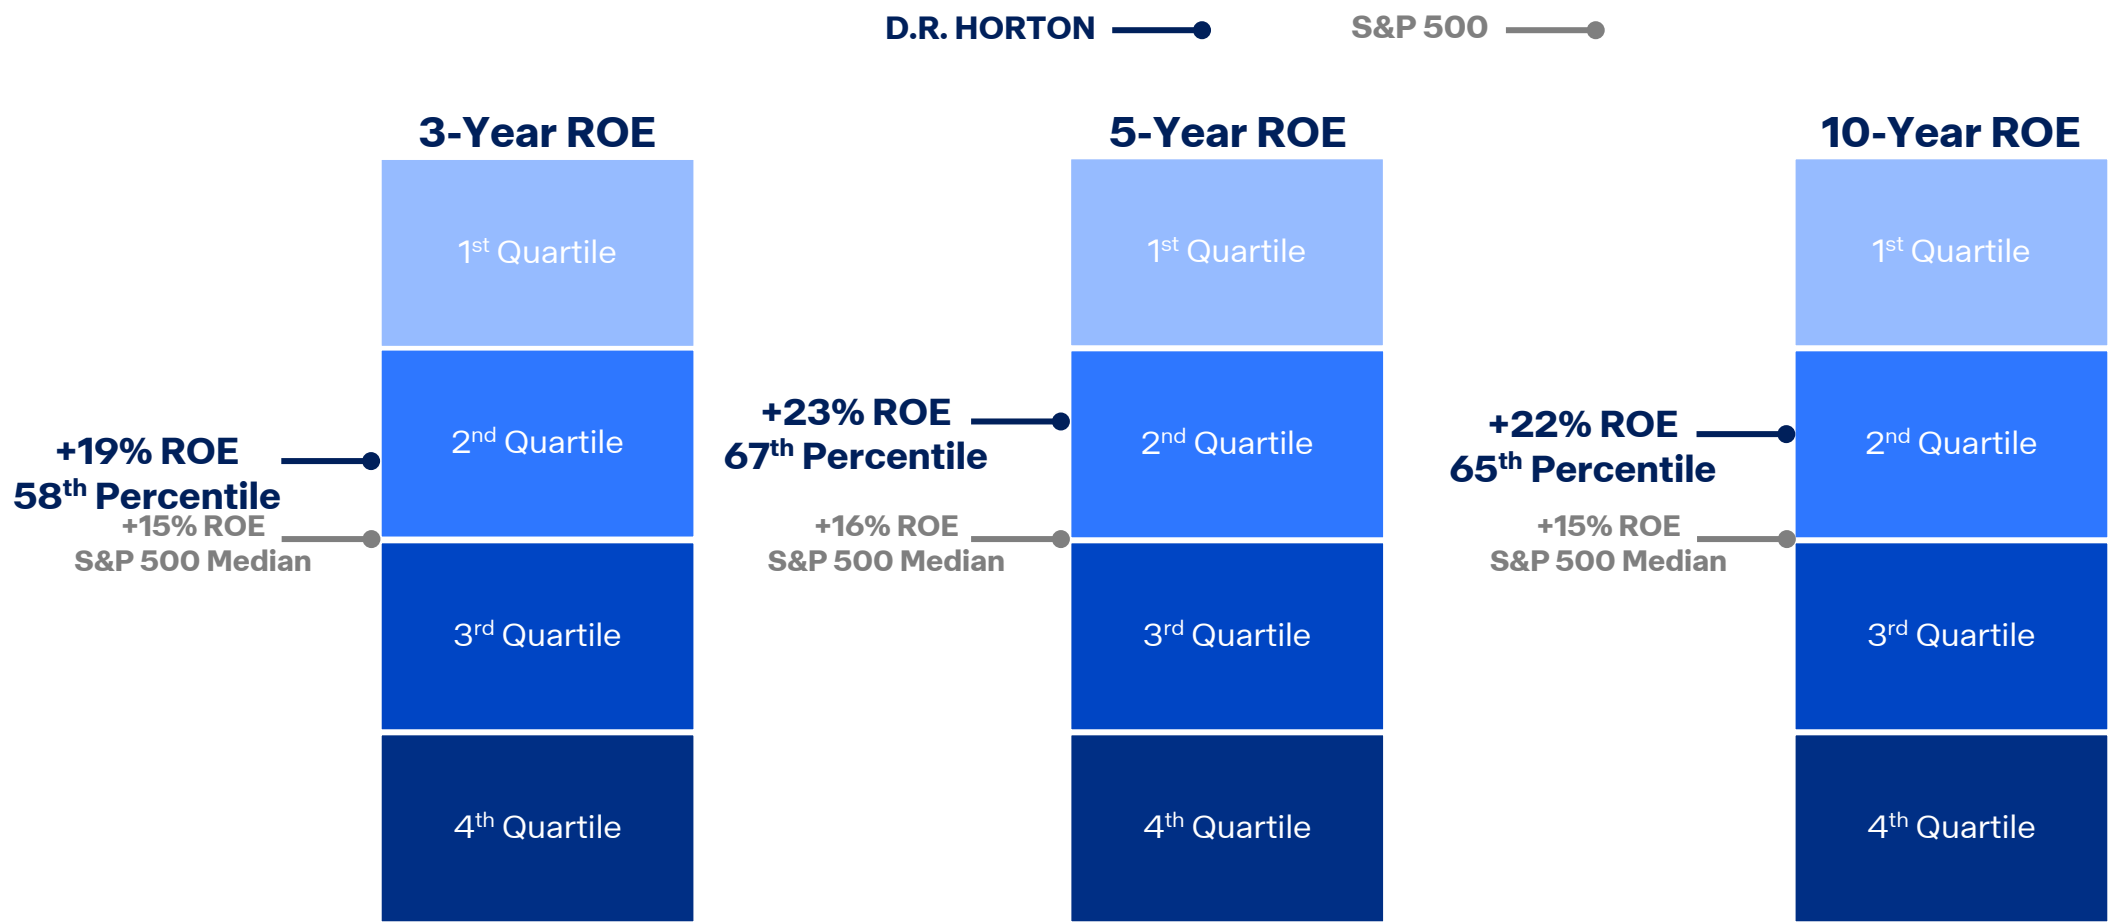 D.R. HORTON
S&P 500
3-Year ROE
1st Quartile
2nd Quartile
3rd Quartile
4th Quartile
+19% ROE
58th Percentile
+15% ROE
S&P 500 Median
5-Year ROE
1st Quartile
2nd Quartile
3rd Quartile
4th Quartile
+23% ROE
67th Percentile
+16% ROE
S&P 500 Median
10-Year ROE
1st Quartile
2nd Quartile
3rd Quartile
4th Quartile
+22% ROE
65th Percentile
+15% ROE
S&P 500 Median